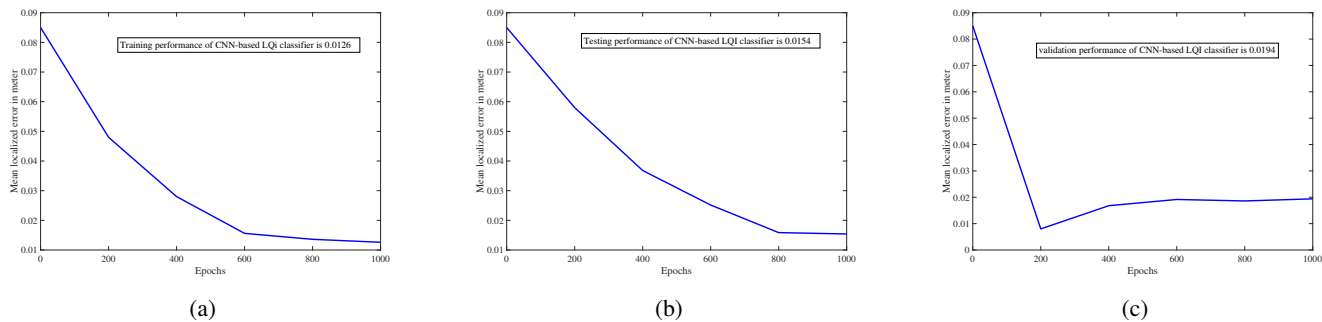 0.09
0.08
0.07
0.06
0.05
0.04
0.03
0.02
0.01
Mean localized error in meter
Training performance of CNN-based LQi classifier is 0.0126
0 200 400 600 800 1000
Epochs
(a)
0.09
0.08
0.07
0.06
0.05
0.04
0.03
0.02
0.01
Mean localized error in meter
Testing performance of CNN-based LQI classifier is 0.0154
0 200 400 600 800 1000
Epochs
(b)
0.09
0.08
0.07
0.06
0.05
0.04
0.03
0.02
0.01
0
Mean localized error in meter
validation performance of CNN-based LQI classifier is 0.0194
0 200 400 600 800 1000
Epochs
(c)